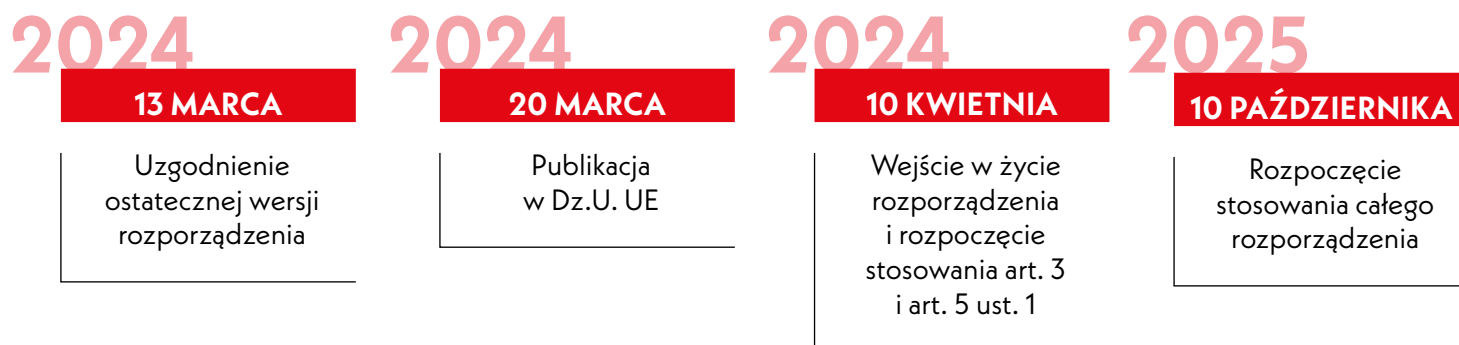 2024
13 MARCA
Uzgodnienie
ostatecznej wersji
rozporządzenia
2024
20 MARCA
Publikacja
w Dz.U. UE
2024
10 KWIETNIA
Wejście w życie
rozporządzenia
i rozpoczęcie
stosowania art. 3
i art. 5 ust. 1
2025
10 PAŹDZIERNIKA
Rozpoczęcie
stosowania całego
rozporządzenia